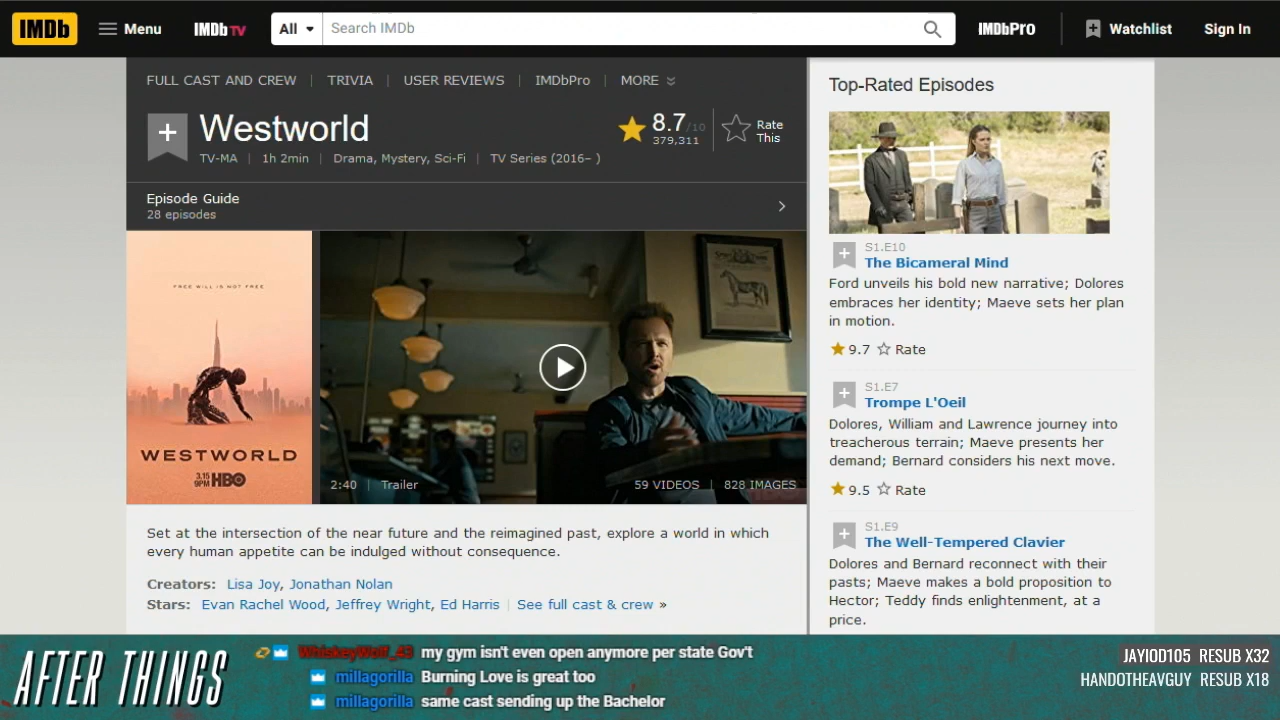 IMDb
Menu
IMDb TV
All
Search IMDb
IMDbPro
Watchlist
Sign In
FULL CAST AND CREW | TRIVIA | USER REVIEWS | IMDbPro | MORE
Westworld
8.7/10
379,311
Rate This
TV-MA | 1h 2min | Drama, Mystery, Sci-Fi | TV Series (2016– )
Episode Guide
28 episodes
FREE WILL IS NOT FREE
WESTWORLD
3.15
9PM HBO
2:40 | Trailer
59 VIDEOS | 828 IMAGES
Set at the intersection of the near future and the reimagined past, explore a world in which
every human appetite can be indulged without consequence.
Creators: Lisa Joy, Jonathan Nolan
Stars: Evan Rachel Wood, Jeffrey Wright, Ed Harris | See full cast & crew »
Top-Rated Episodes
S1.E10
The Bicameral Mind
Ford unveils his bold new narrative; Dolores
embraces her identity; Maeve sets her plan
in motion.
9.7 Rate
S1.E7
Trompe L'Oeil
Dolores, William and Lawrence journey into
treacherous terrain; Maeve presents her
demand; Bernard considers his next move.
9.5 Rate
S1.E9
The Well-Tempered Clavier
Dolores and Bernard reconnect with their
pasts; Maeve makes a bold proposition to
Hector; Teddy finds enlightenment, at a
price.
AFTER THINGS
WhiskeyWolf_43 my gym isn't even open anymore per state Gov't
millagorilla Burning Love is great too
millagorilla same cast sending up the Bachelor
JAYIOD105 RESUB X32
HANDOTHEAVGUY RESUB X18